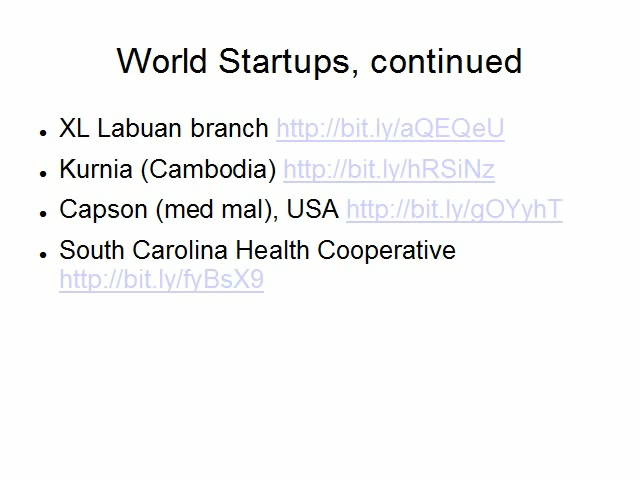 World Startups, continued
● XL Labuan branch http://bit.ly/aQEQeU
● Kurnia (Cambodia) http://bit.ly/hRSiNz
● Capson (med mal), USA http://bit.ly/gOYyhT
● South Carolina Health Cooperative
http://bit.ly/fyBsX9